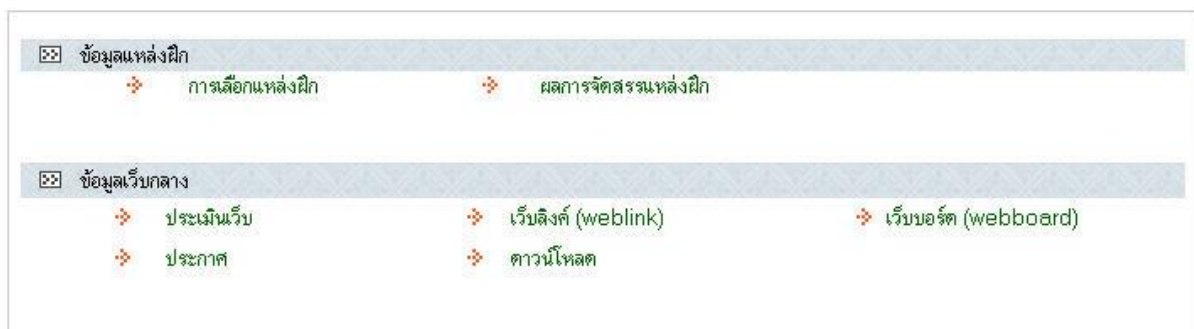 ข้อมูลแหล่งฝึก
การเลือกแหล่งฝึก ผลการจัดสรรแหล่งฝึก
ข้อมูลเว็บกลาง
ประเมินเว็บ เว็บลิงค์ (weblink) เว็บบอร์ด (webboard)
ประกาศ ดาวน์โหลด